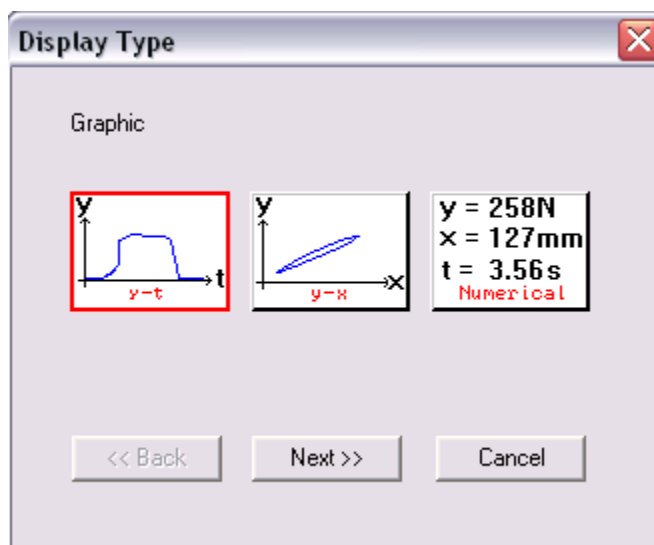 Display Type
Graphic
y
t
y-t
y
x
y-x
y = 258N
x = 127mm
t = 3.56s
Numerical
<< Back
Next >>
Cancel